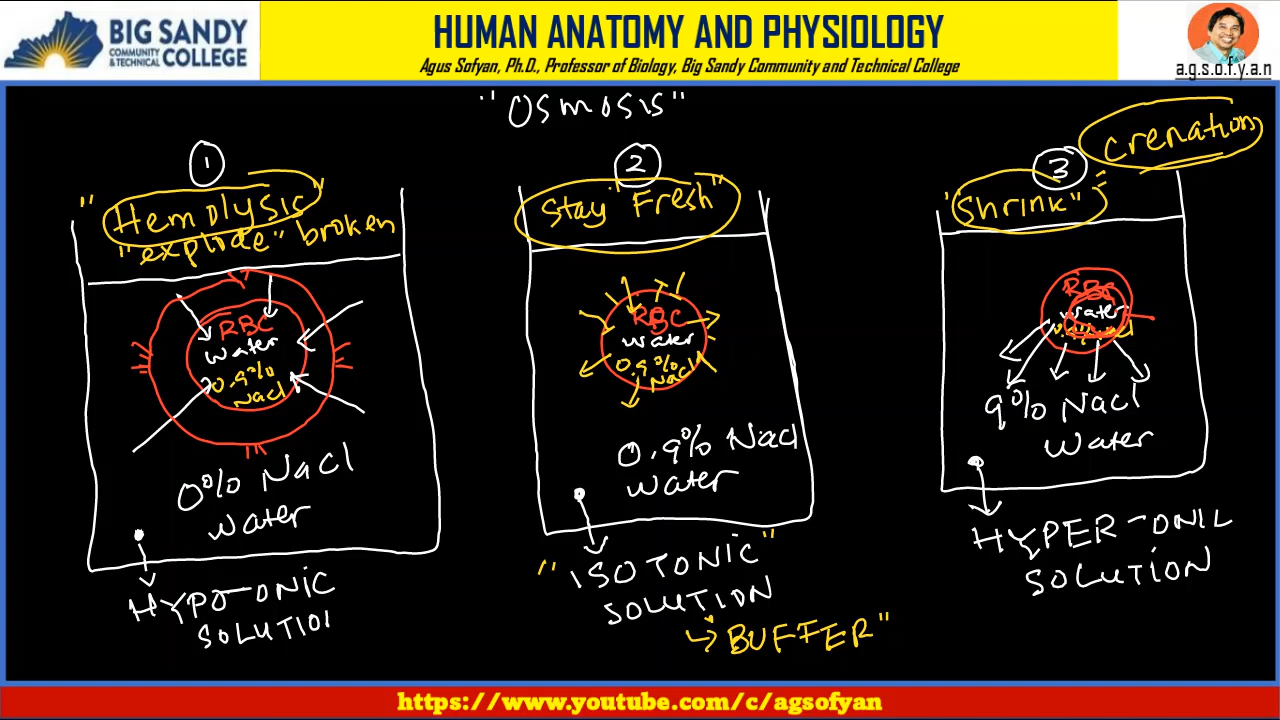 BIG SANDY
COMMUNITY & TECHNICAL COLLEGE
HUMAN ANATOMY AND PHYSIOLOGY
Agus Sofyan, Ph.D., Professor of Biology, Big Sandy Community and Technical College
a.g.s.o.f.y.a.n
"OSMOSIS"
1
"Hemolysis"
"explode" broken
RBC
Water
0.9%
NaCl
0% NaCl
Water
HYPO-ONIC
SOLUTION
2
Stay "Fresh"
RBC
Water
0.9%
NaCl
0.9% NaCl
Water
"ISOTONIC"
SOLUTION
↳ BUFFER"
3
crenation
"Shrink";
RBC
water
9% NaCl
Water
HYPER-ONIC
SOLUTION
https://www.youtube.com/c/agsofyan